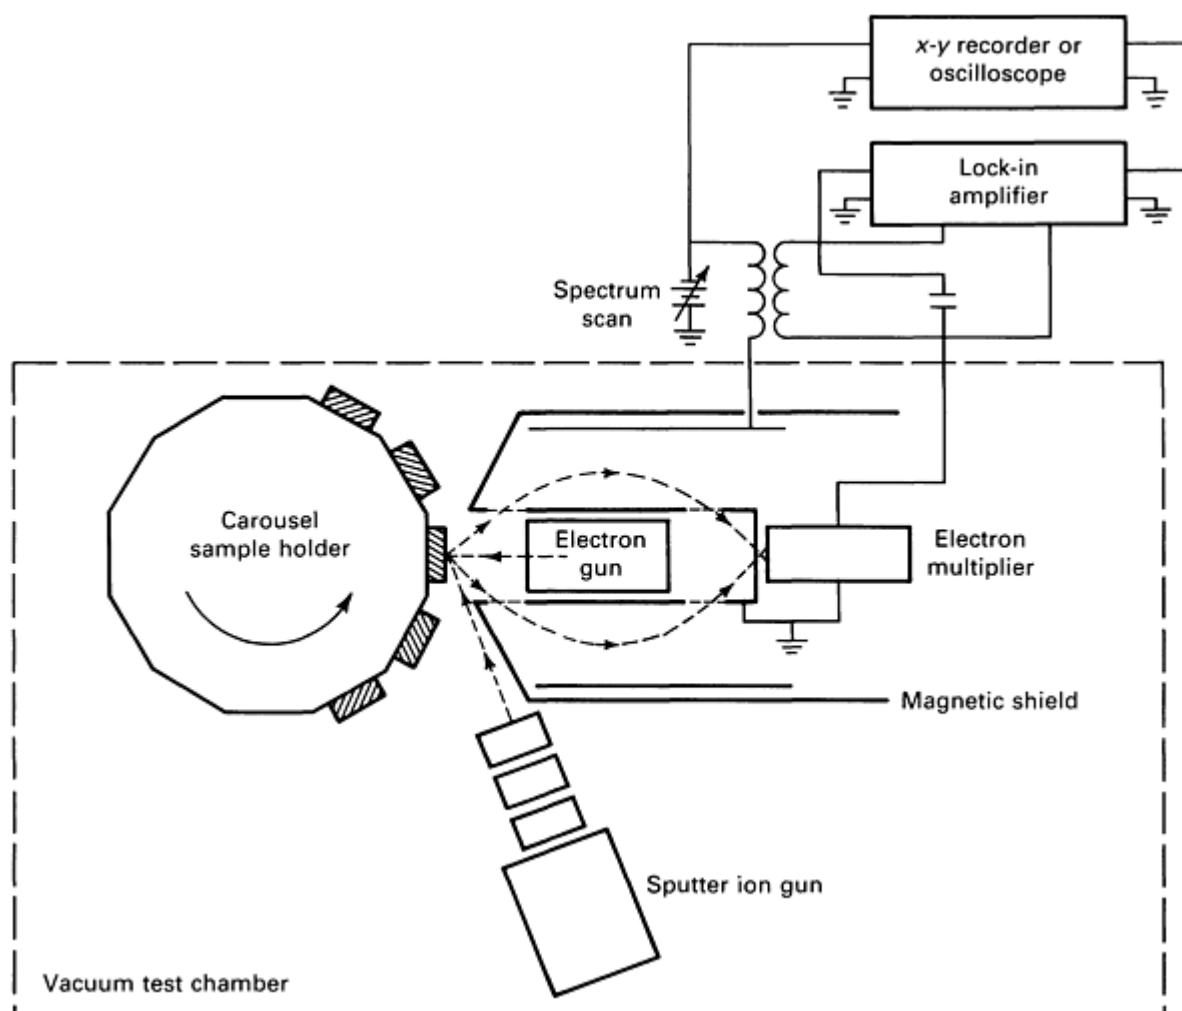 x-y recorder or
oscilloscope
Lock-in
amplifier
Spectrum
scan
Carousel
sample holder
Electron
gun
Electron
multiplier
Magnetic shield
Sputter ion gun
Vacuum test chamber